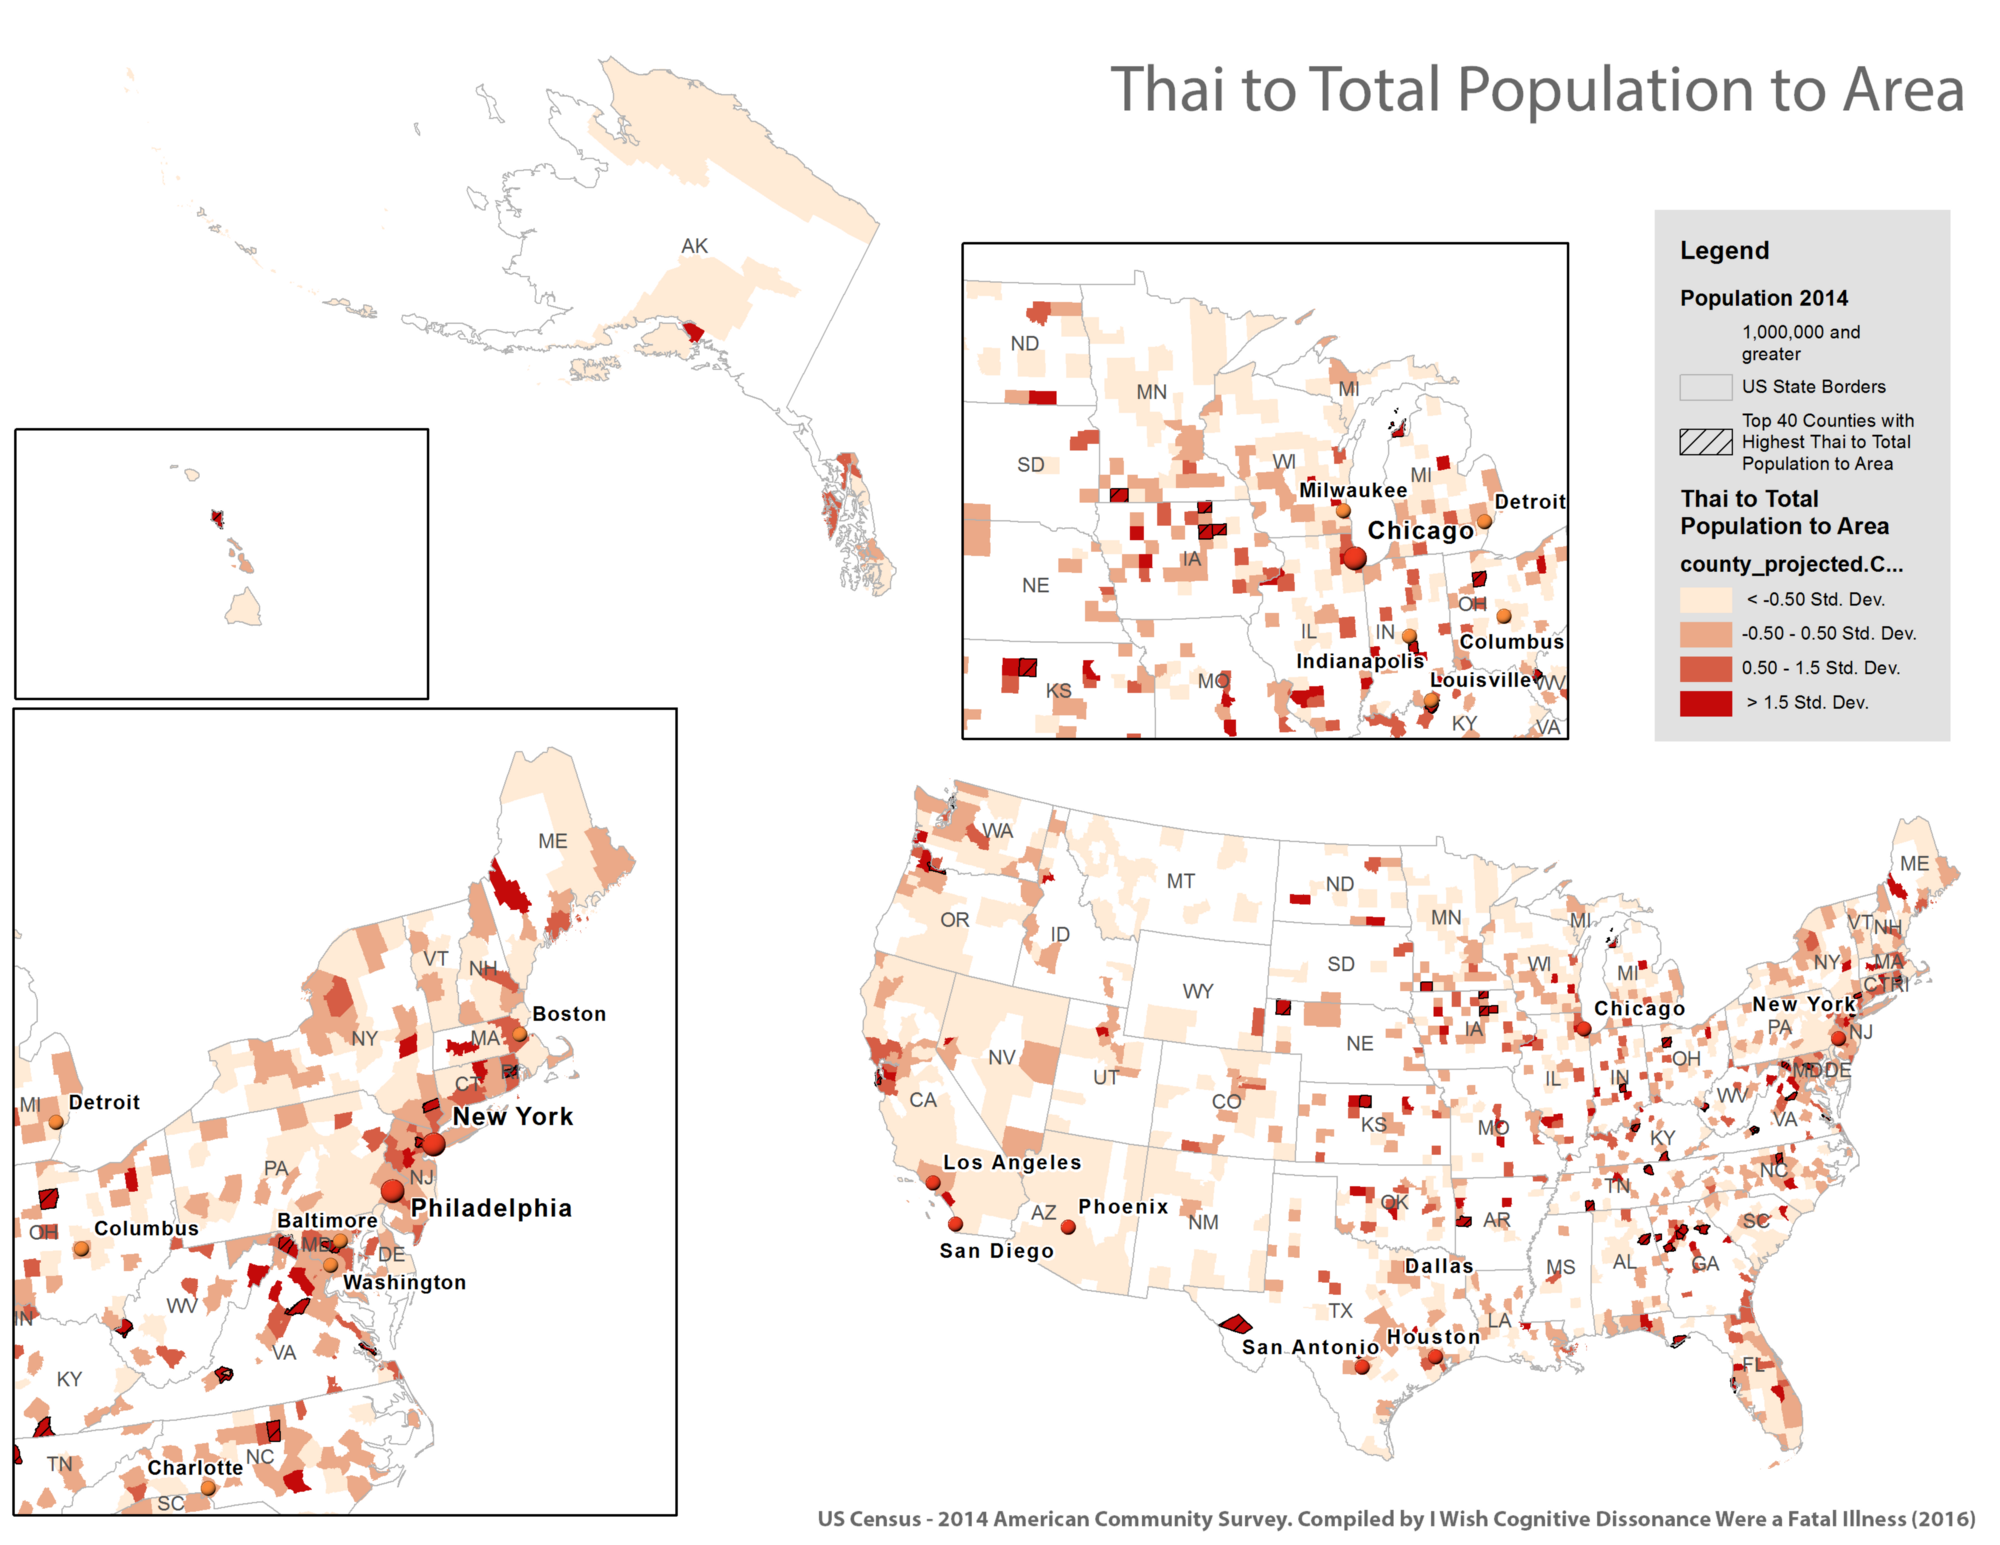 Thai to Total Population to Area
AK
Legend
Population 2014
1,000,000 and
greater
US State Borders
Top 40 Counties with
Highest Thai to Total
Population to Area
Thai to Total
Population to Area
county_projected.C...
< -0.50 Std. Dev.
-0.50 - 0.50 Std. Dev.
0.50 - 1.5 Std. Dev.
> 1.5 Std. Dev.
ND
MN
MI
SD
WI
MI
Milwaukee
Detroit
Chicago
IA
NE
OH
IL
IN
Columbus
Indianapolis
Louisville
WV
KS
MO
KY
VA
ME
VT
NH
Boston
NY
MA
CT
RI
MI
Detroit
New York
PA
NJ
Philadelphia
OH
Columbus
Baltimore
MD
DE
Washington
WV
IN
VA
KY
NC
TN
Charlotte
SC
WA
ME
MT
ND
OR
MN
MI
VT
NH
ID
SD
WI
MI
NY
MA
CT
RI
WY
Chicago
New York
IA
PA
NJ
NE
OH
NV
UT
IL
IN
MD
DE
CA
CO
WV
KS
MO
VA
KY
Los Angeles
NC
TN
Phoenix
AZ
NM
OK
AR
SC
San Diego
Dallas
MS
AL
GA
TX
LA
San Antonio
Houston
FL
US Census - 2014 American Community Survey. Compiled by I Wish Cognitive Dissonance Were a Fatal Illness (2016)